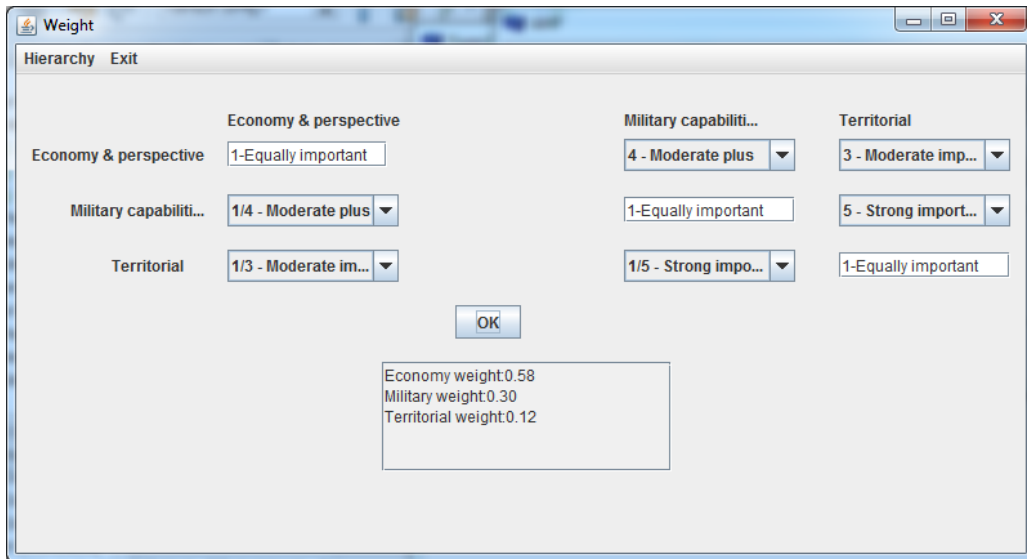 Weight
Hierarchy Exit
Economy & perspective Military capabiliti... Territorial
Economy & perspective 1-Equally important 4 - Moderate plus 3 - Moderate imp...
Military capabiliti... 1/4 - Moderate plus 1-Equally important 5 - Strong import...
Territorial 1/3 - Moderate im... 1/5 - Strong impo... 1-Equally important
OK
Economy weight:0.58
Military weight:0.30
Territorial weight:0.12